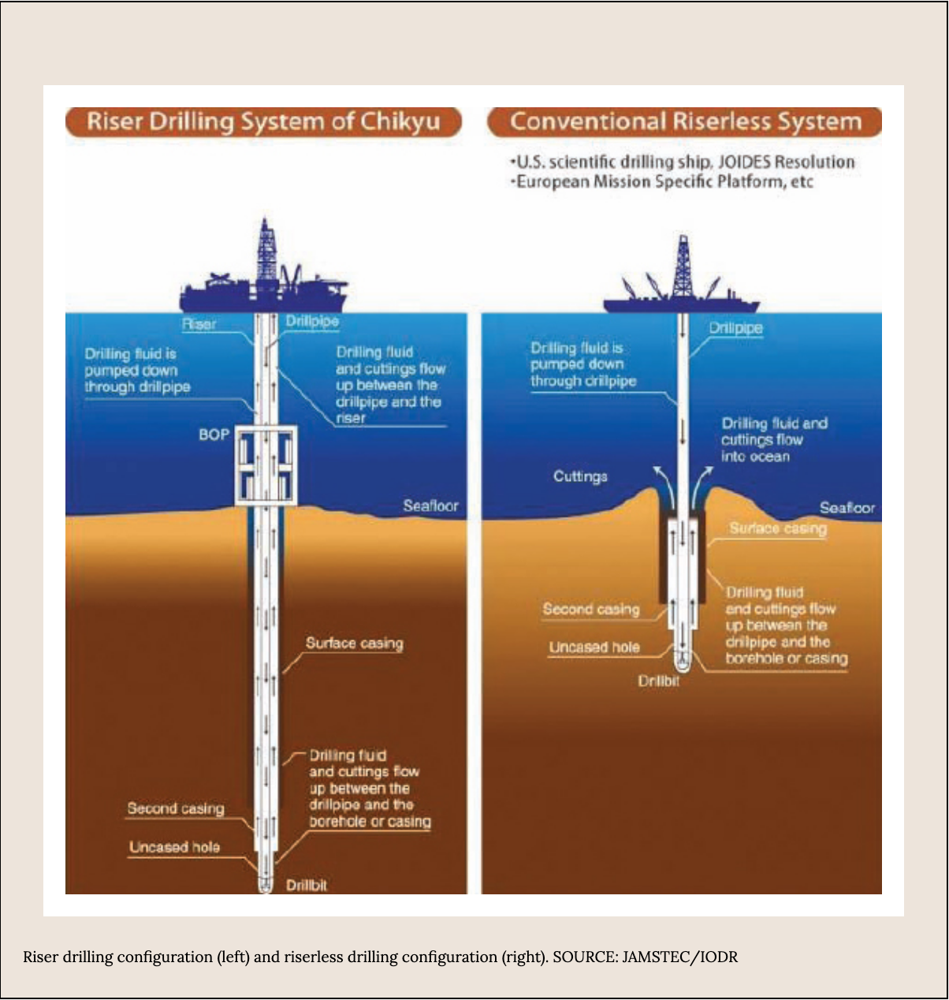 Riser Drilling System of Chikyu
Riser
Drillpipe
Drilling fluid is
pumped down
through drillpipe
Drilling fluid
and cuttings flow
up between the
drillpipe and the
riser
BOP
Seafloor
Surface casing
Drilling fluid
and cuttings flow
up between the
drillpipe and the
borehole or casing
Second casing
Uncased hole
Drillbit
Conventional Riserless System
•U.S. scientific drilling ship, JOIDES Resolution
•European Mission Specific Platform, etc
Drillpipe
Drilling fluid is
pumped down
through drillpipe
Drilling fluid and
cuttings flow
into ocean
Cuttings
Seafloor
Surface casing
Drilling fluid
and cuttings flow
up between the
drillpipe and the
borehole or casing
Second casing
Uncased hole
Drillbit
Riser drilling configuration (left) and riserless drilling configuration (right). SOURCE: JAMSTEC/IODR